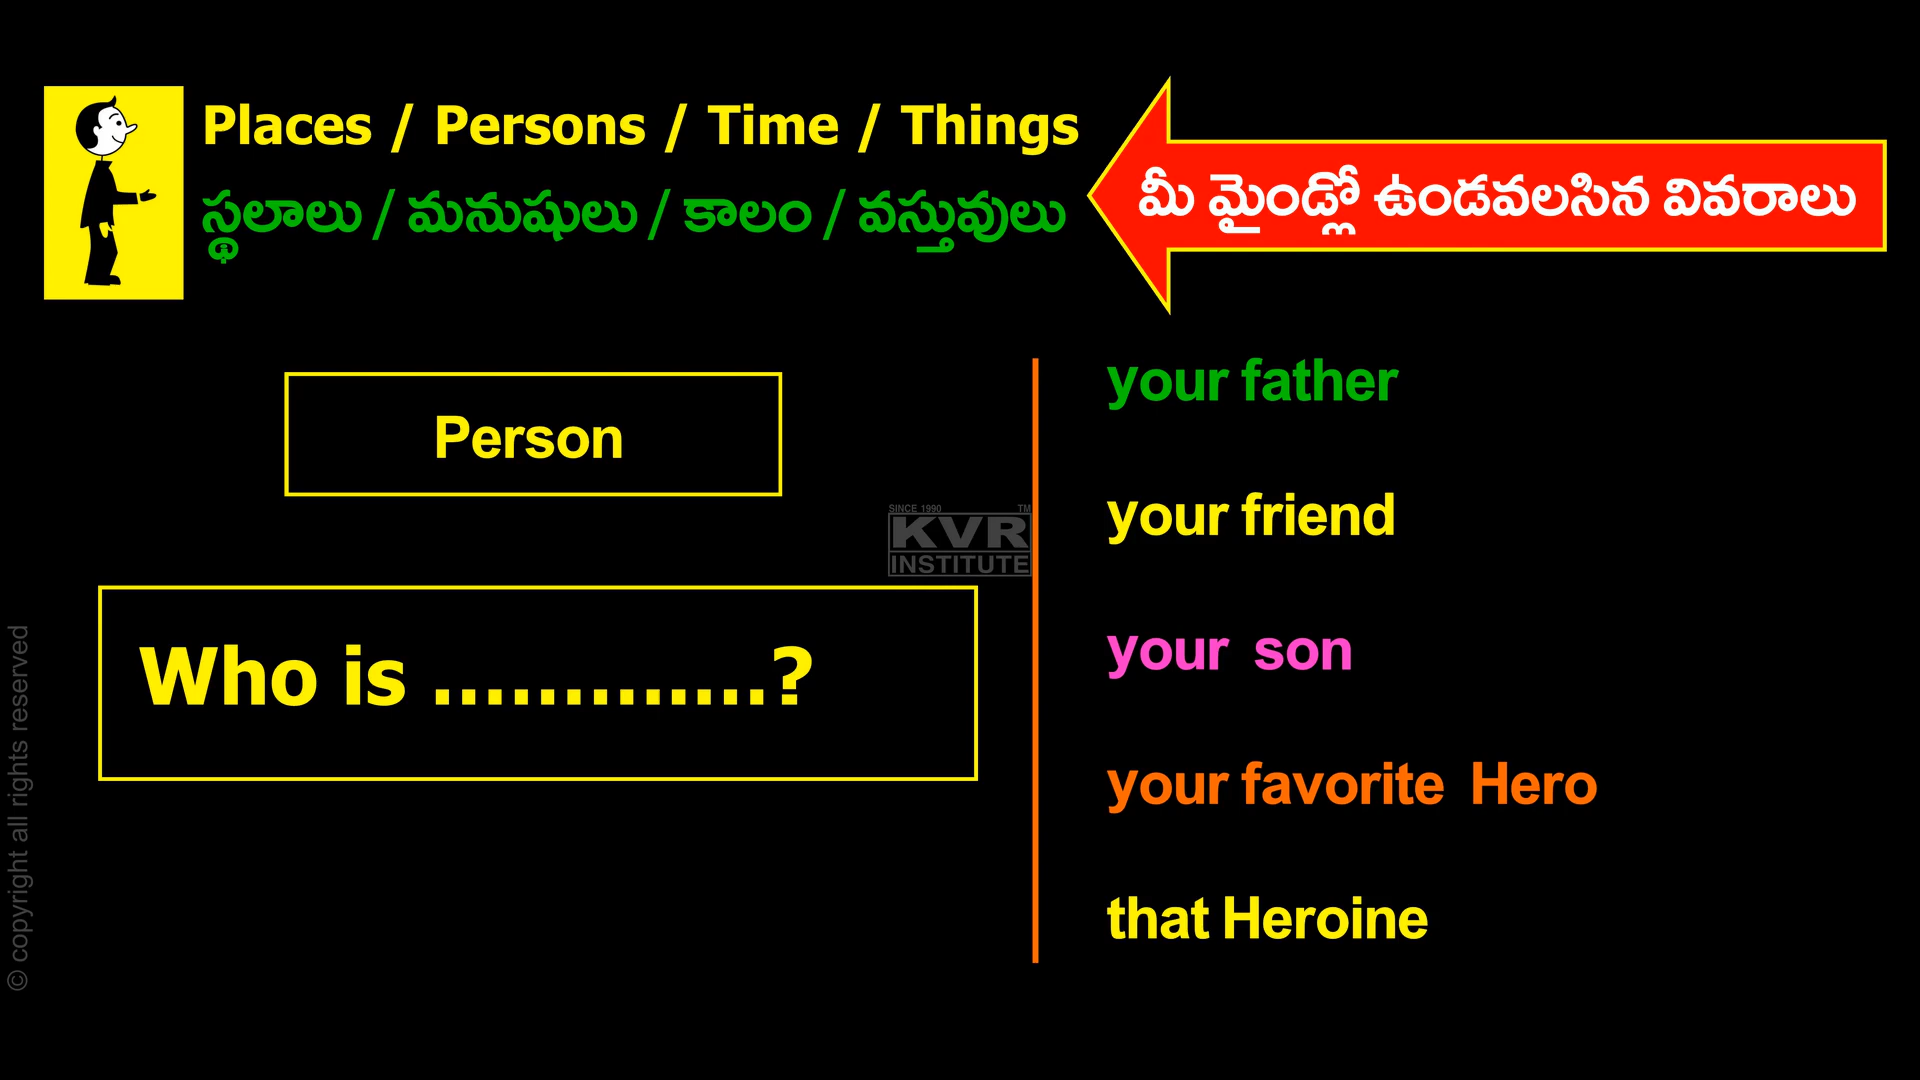 Places / Persons / Time / Things
స్థలాలు / మనుషులు / కాలం / వస్తువులు
మీ మైండ్లో ఉండవలసిన వివరాలు
Person
Who is .............?
your father
your friend
your son
your favorite Hero
that Heroine
SINCE 1990 TM
KVR
INSTITUTE
© copyright all rights reserved